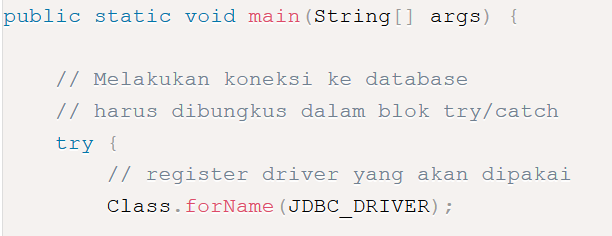 public static void main(String[] args) {
// Melakukan koneksi ke database
// harus dibungkus dalam blok try/catch
try {
// register driver yang akan dipakai
Class.forName(JDBC_DRIVER);